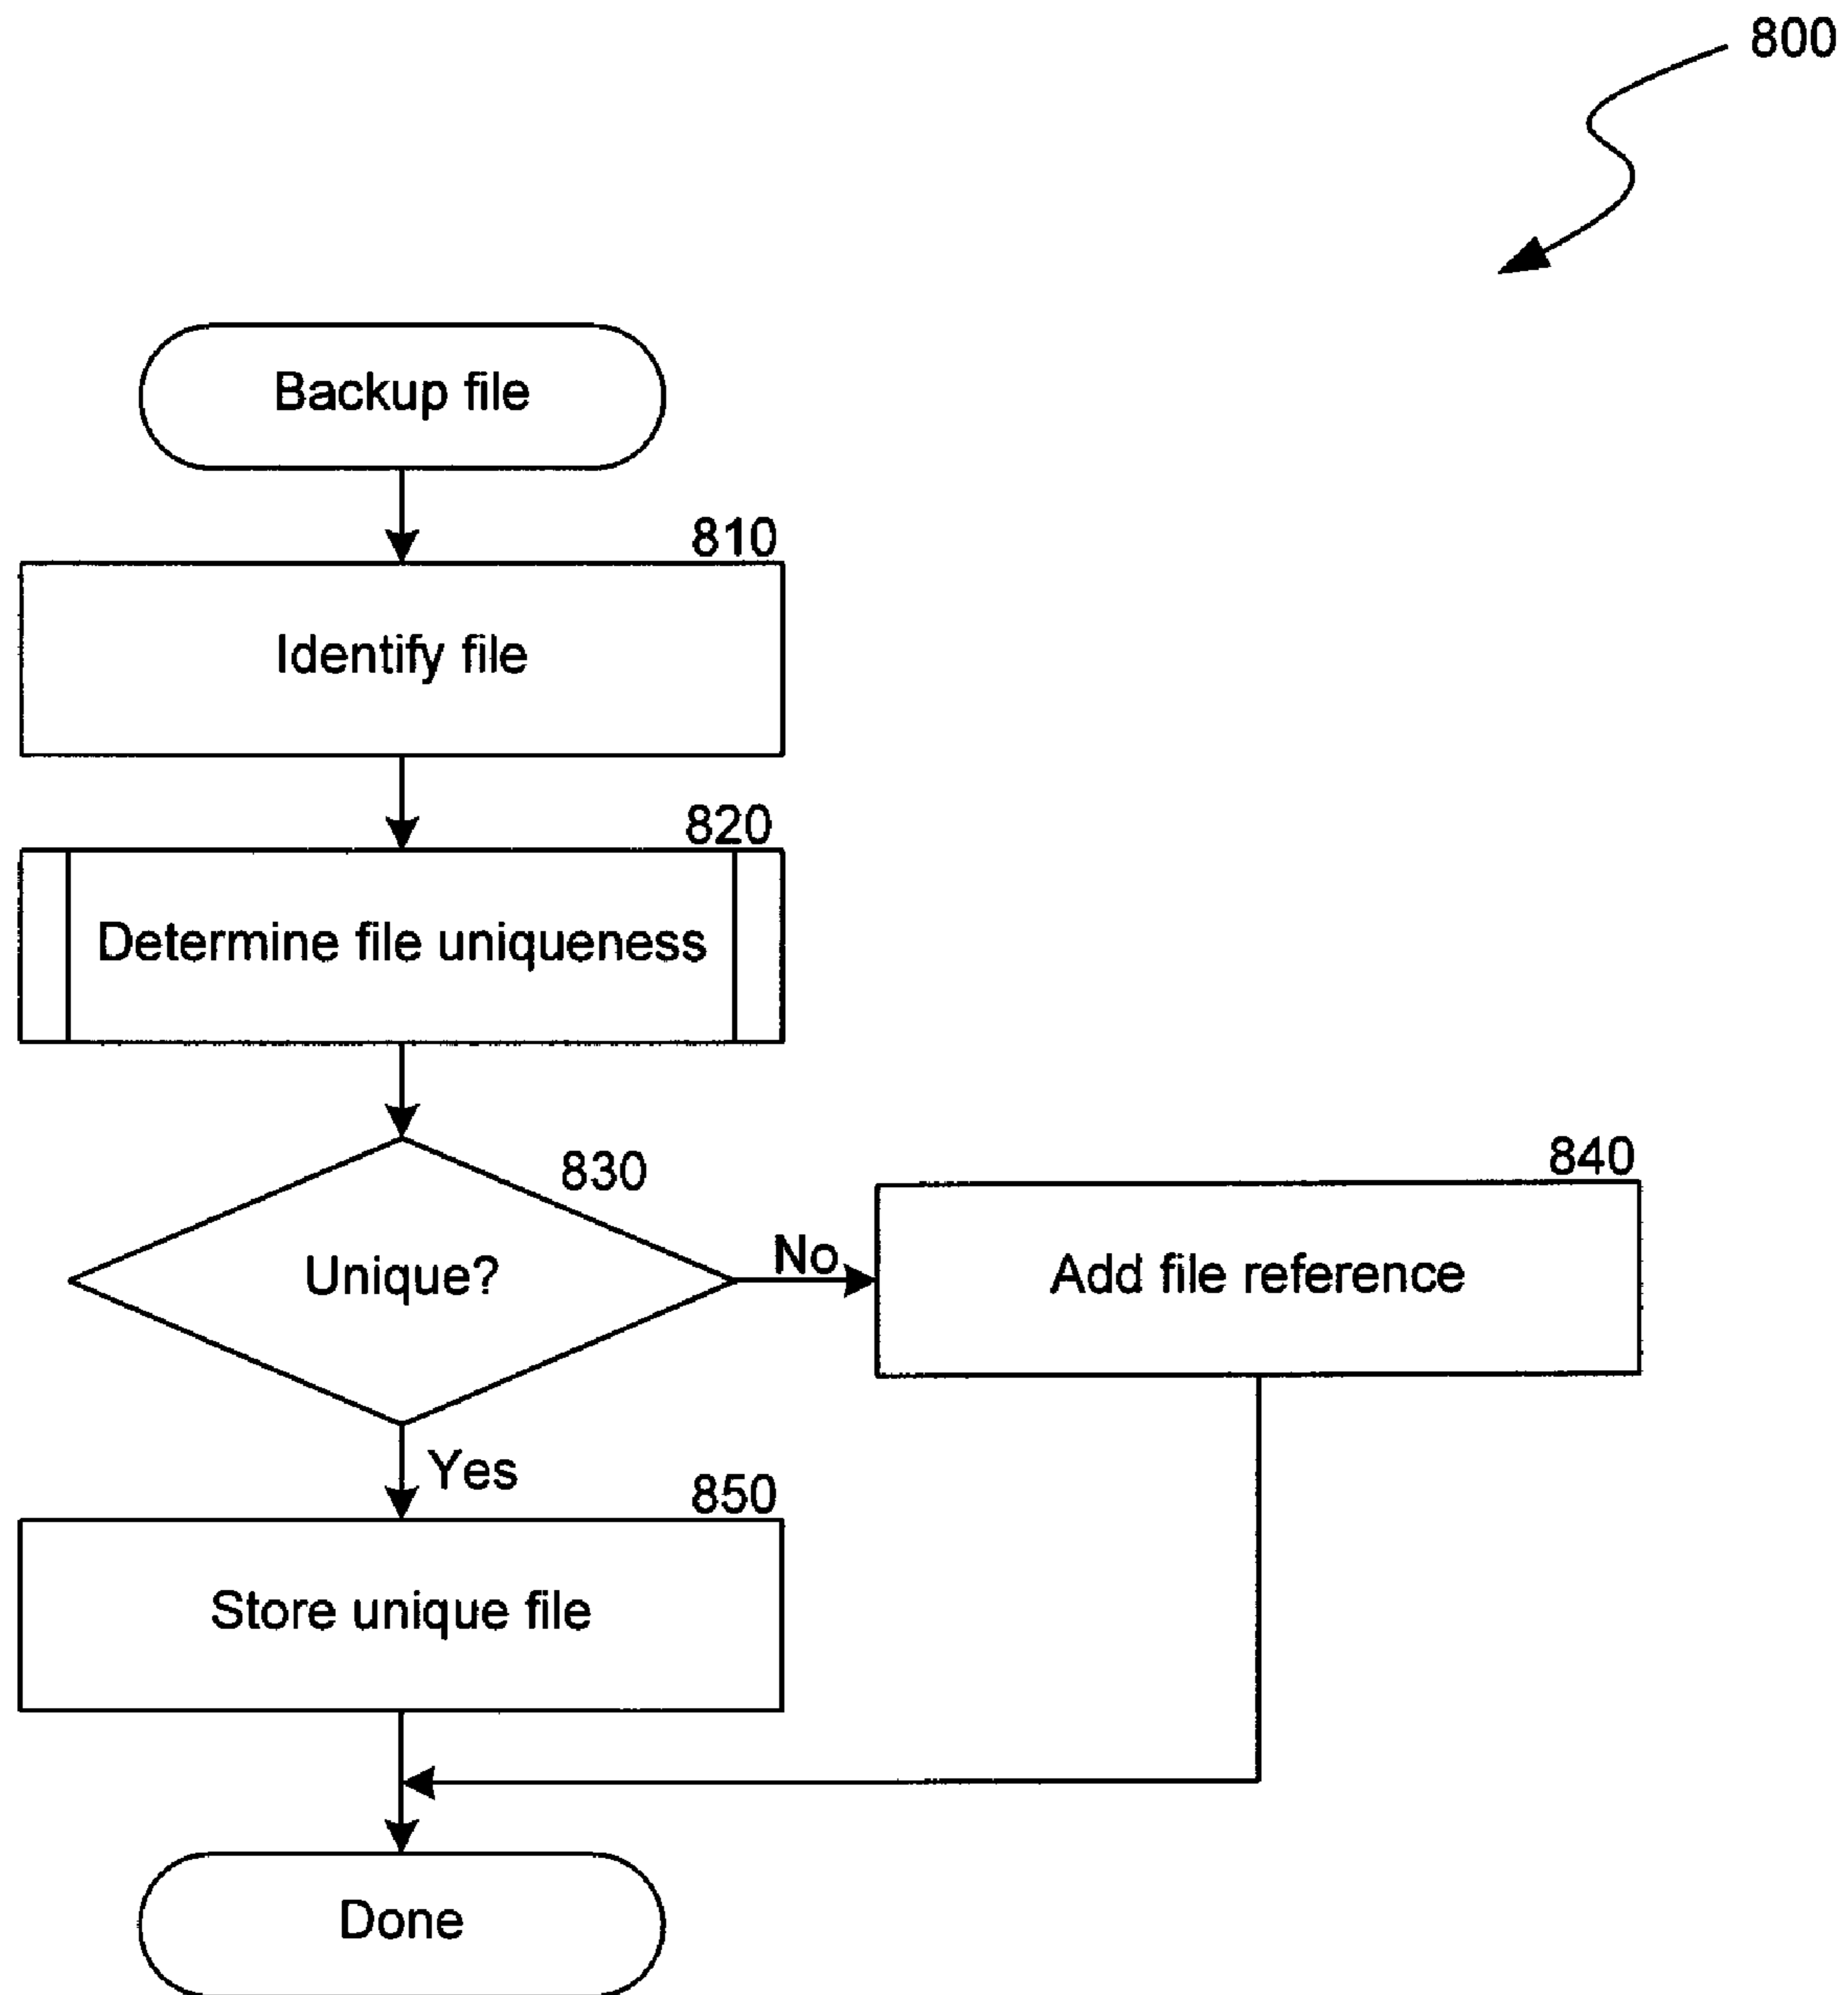 800
Backup file
810
Identify file
820
Determine file uniqueness
830
Unique?
No
840
Add file reference
Yes
850
Store unique file
Done